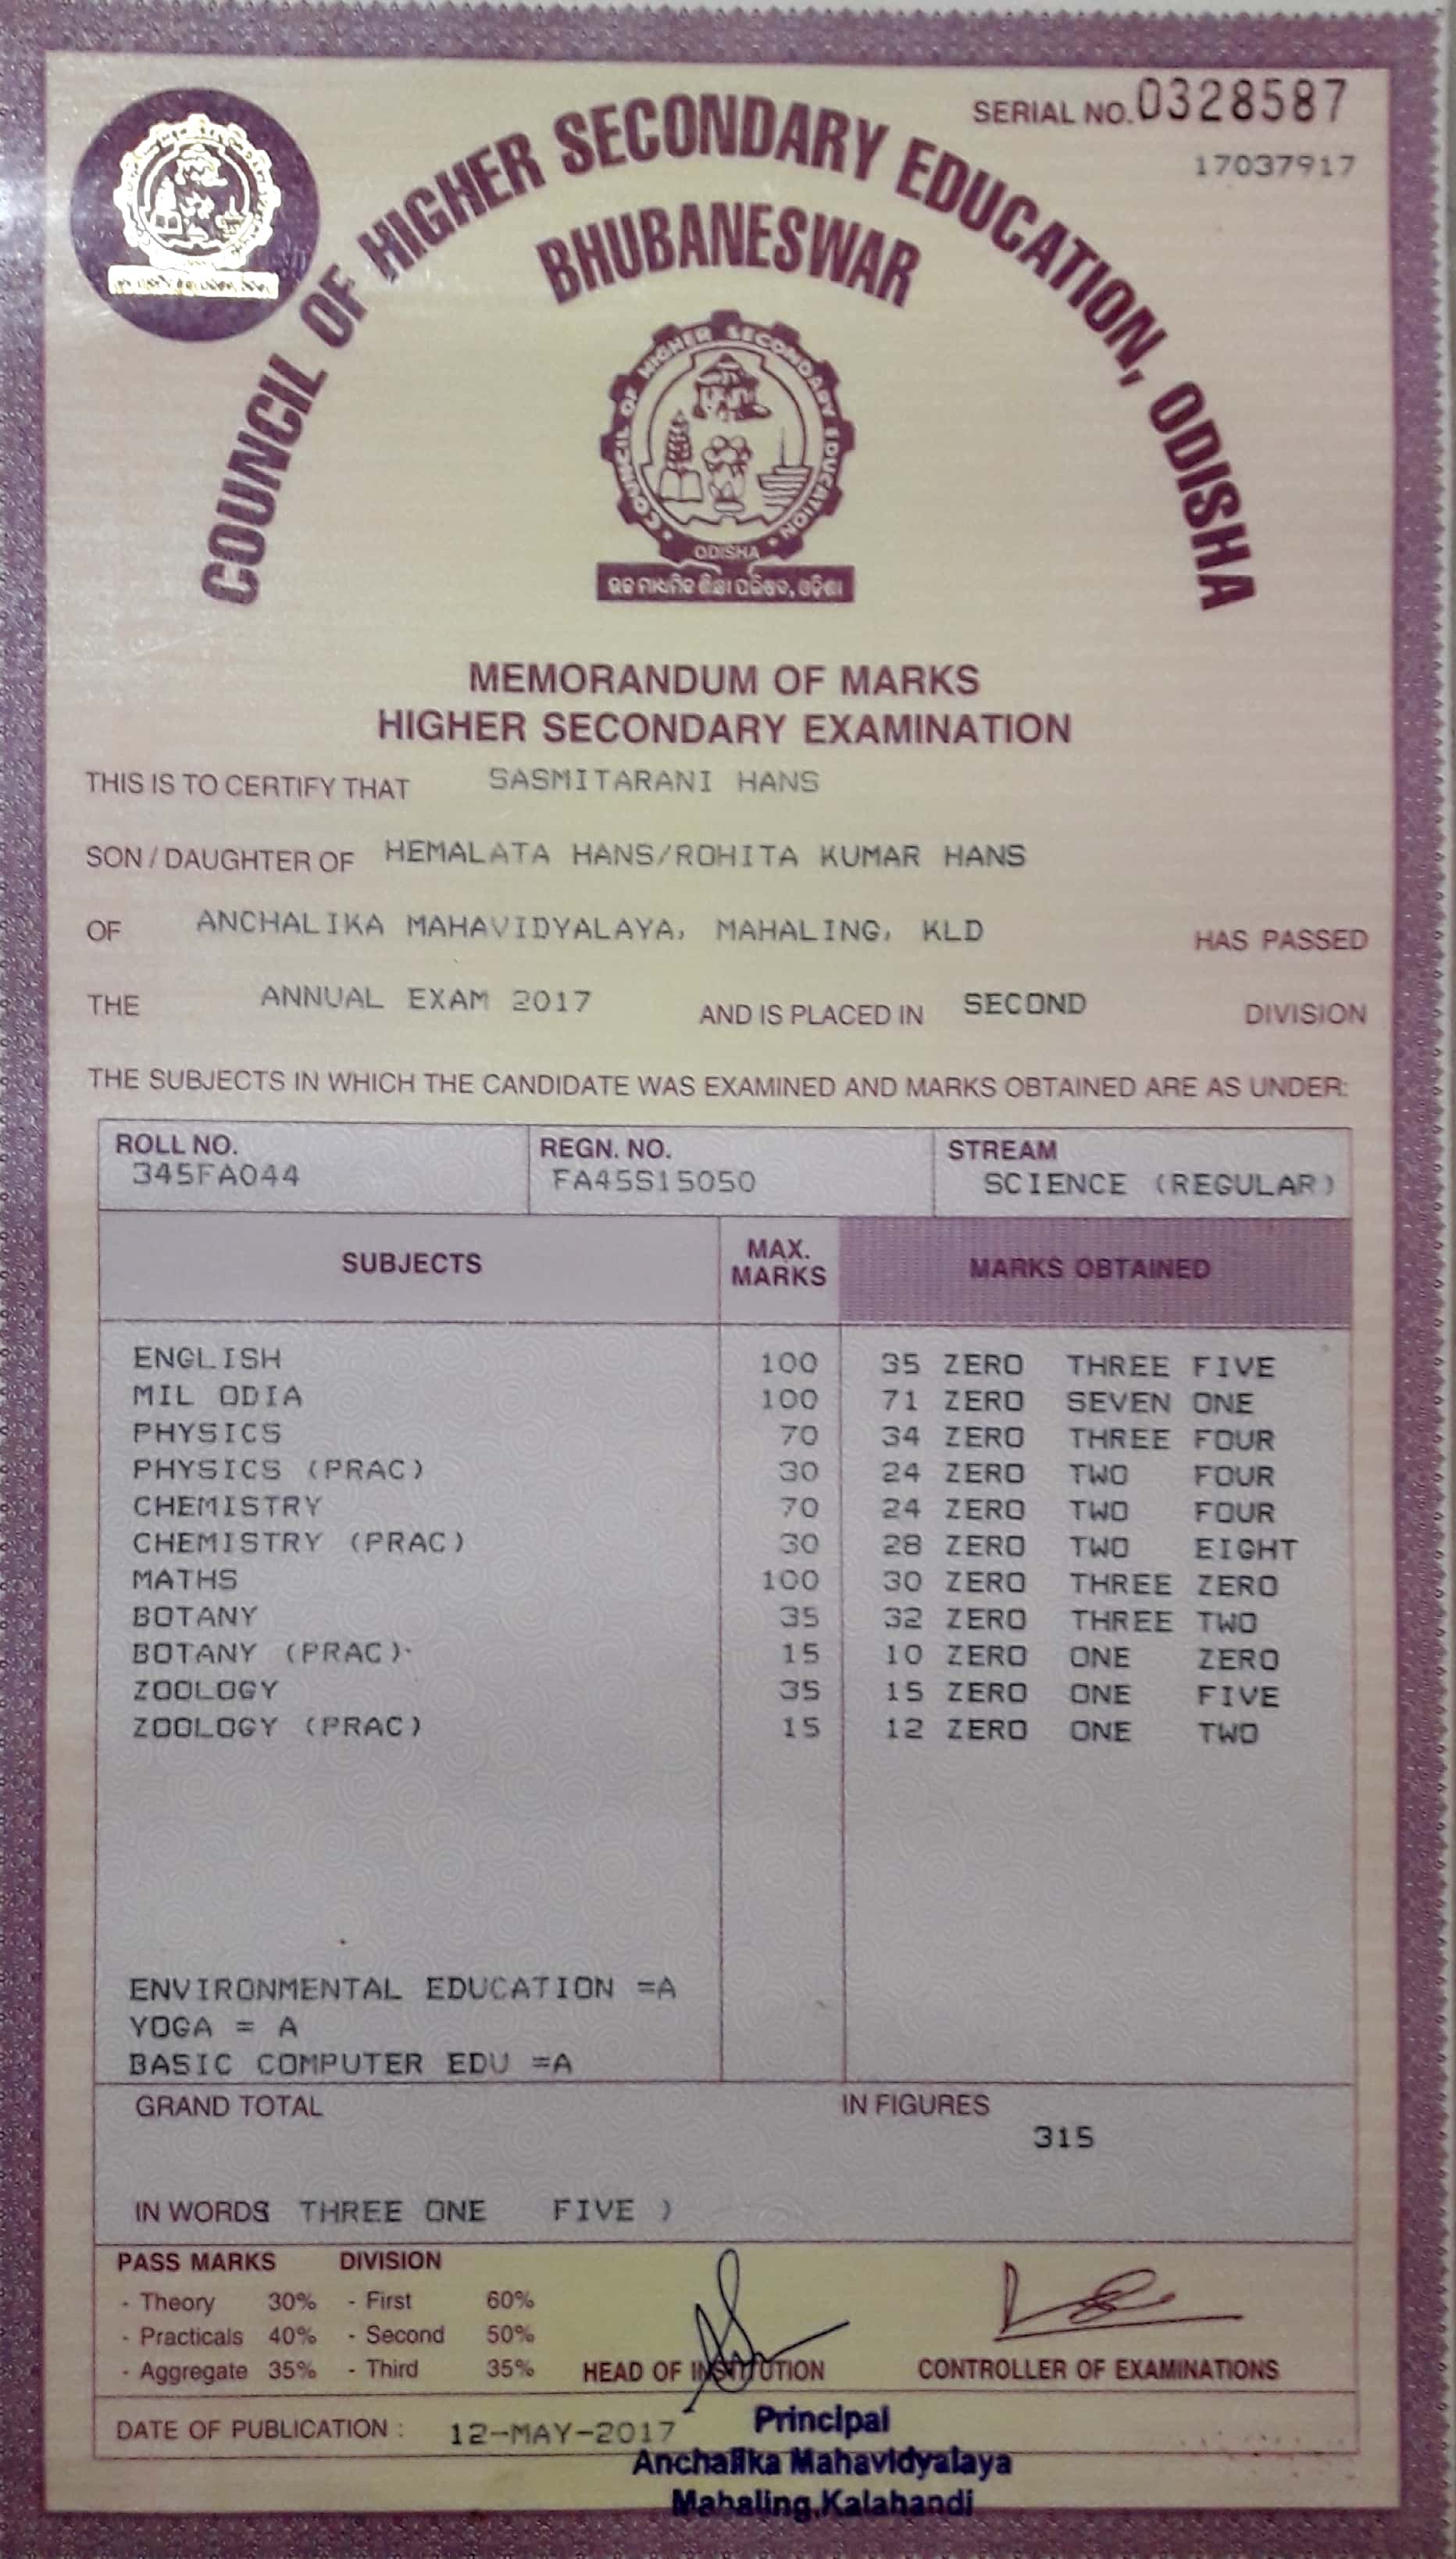 SERIAL NO. 0328587
17037917
COUNCIL OF HIGHER SECONDARY EDUCATION, ODISHA
BHUBANESWAR
COUNCIL OF HIGHER SECONDARY EDUCATION
ODISHA
ଉଚ୍ଚ ମାଧ୍ୟମିକ ଶିକ୍ଷା ପରିଷଦ, ଓଡ଼ିଶା
MEMORANDUM OF MARKS
HIGHER SECONDARY EXAMINATION
THIS IS TO CERTIFY THAT SASMITARANI HANS
SON / DAUGHTER OF HEMALATA HANS/ROHITA KUMAR HANS
OF ANCHALIKA MAHAVIDYALAYA, MAHALING, KLD HAS PASSED
THE ANNUAL EXAM 2017 AND IS PLACED IN SECOND DIVISION
THE SUBJECTS IN WHICH THE CANDIDATE WAS EXAMINED AND MARKS OBTAINED ARE AS UNDER:
ROLL NO. REGN. NO. STREAM
345FA044 FA45S15050 SCIENCE (REGULAR)
SUBJECTS MAX. MARKS MARKS OBTAINED
ENGLISH 100 35 ZERO THREE FIVE
MIL ODIA 100 71 ZERO SEVEN ONE
PHYSICS 70 34 ZERO THREE FOUR
PHYSICS (PRAC) 30 24 ZERO TWO FOUR
CHEMISTRY 70 24 ZERO TWO FOUR
CHEMISTRY (PRAC) 30 28 ZERO TWO EIGHT
MATHS 100 30 ZERO THREE ZERO
BOTANY 35 32 ZERO THREE TWO
BOTANY (PRAC) 15 10 ZERO ONE ZERO
ZOOLOGY 35 15 ZERO ONE FIVE
ZOOLOGY (PRAC) 15 12 ZERO ONE TWO
ENVIRONMENTAL EDUCATION =A
YOGA = A
BASIC COMPUTER EDU =A
GRAND TOTAL IN FIGURES
315
IN WORDS THREE ONE FIVE )
PASS MARKS DIVISION
- Theory 30% - First 60%
- Practicals 40% - Second 50%
- Aggregate 35% - Third 35% HEAD OF INSTITUTION CONTROLLER OF EXAMINATIONS
DATE OF PUBLICATION : 12-MAY-2017
Principal
Anchalika Mahavidyalaya
Mahaling, Kalahandi